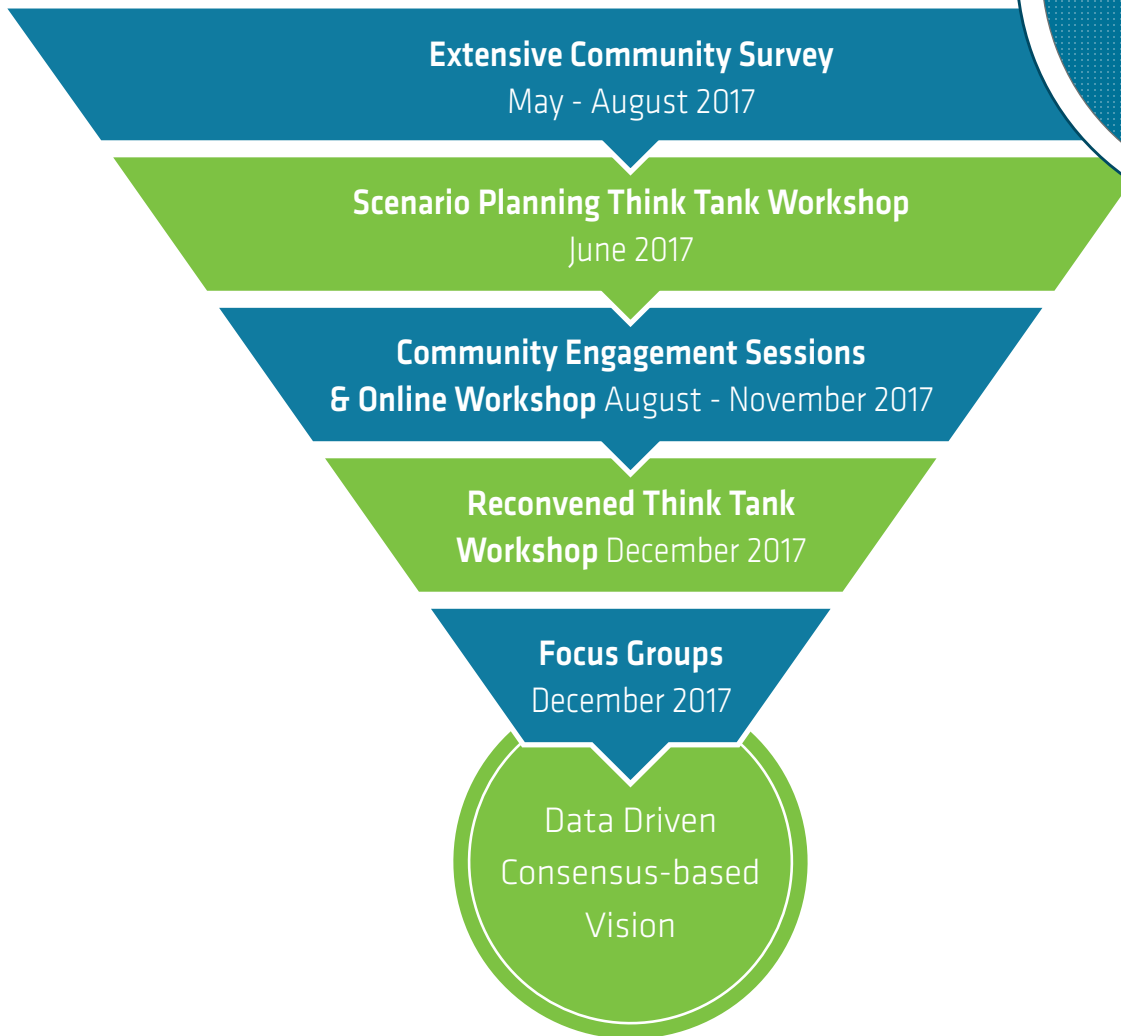 Extensive Community Survey
May - August 2017
Scenario Planning Think Tank Workshop
June 2017
Community Engagement Sessions
& Online Workshop August - November 2017
Reconvened Think Tank
Workshop December 2017
Focus Groups
December 2017
Data Driven
Consensus-based
Vision